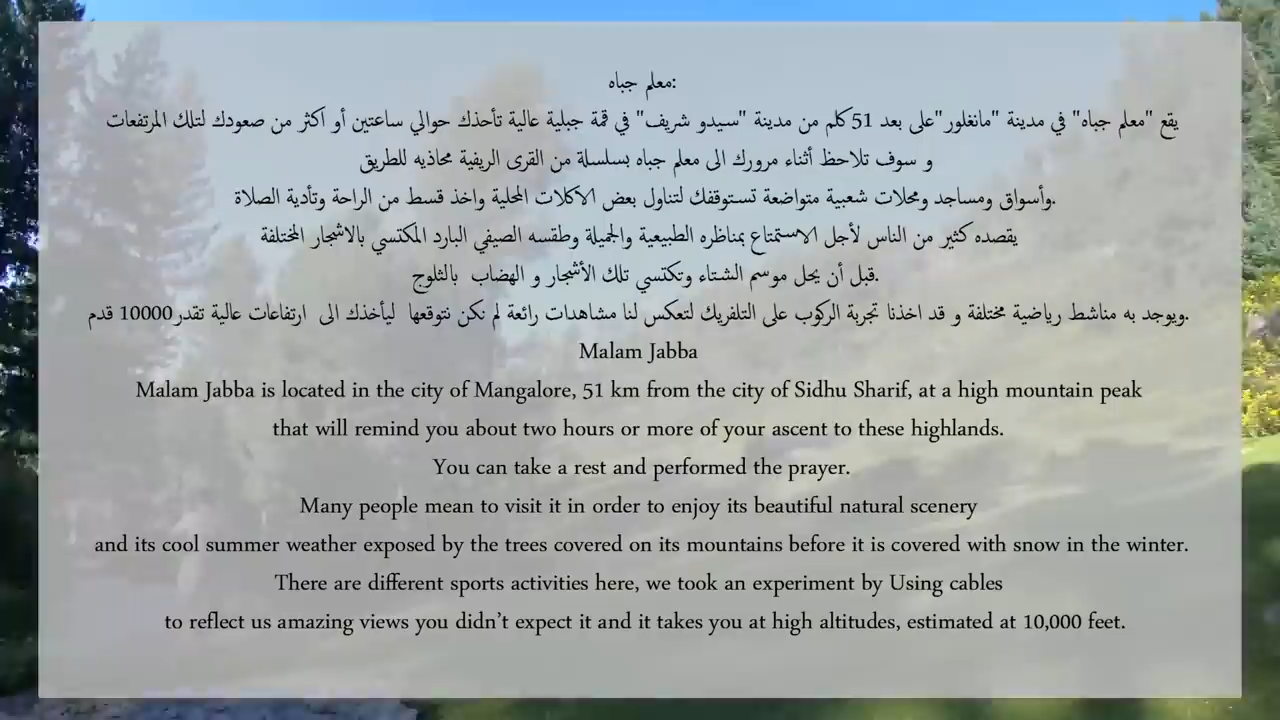 معلم جباه:
يقع "معلم جباه" في مدينة "مانغلور"على بعد 51كلم من مدينة "سيدو شريف" في قمة جبلية عالية تأحذك حوالي ساعتين أو أكثر من صعودك لتلك المرتفعات
و سوف تلاحظ أثناء مرورك الى معلم جباه بسلسلة من القرى الريفية محاذيه للطريق
وأسواق ومساجد ومحلات شعبية متواضعة تستوقفك لتناول بعض الأكلات المحلية واخذ قسط من الراحة وتأدية الصلاة.
يقصده كثير من الناس لأجل الاستمتاع بمناظره الطبيعية والجميلة وطقسه الصيفي البارد المكتسي بالاشجار المختلفة
قبل أن يحل موسم الشتاء وتكتسي تلك الأشجار و الهضاب بالثلوج.
ويوجد به مناشط رياضية مختلفة و قد اخذنا تجربة الركوب على التلفريك لتعكس لنا مشاهدات رائعة لم نكن نتوقعها ليأخذك الى ارتفاعات عالية تقدر10000 قدم.
Malam Jabba
Malam Jabba is located in the city of Mangalore, 51 km from the city of Sidhu Sharif, at a high mountain peak
that will remind you about two hours or more of your ascent to these highlands.
You can take a rest and performed the prayer.
Many people mean to visit it in order to enjoy its beautiful natural scenery
and its cool summer weather exposed by the trees covered on its mountains before it is covered with snow in the winter.
There are different sports activities here, we took an experiment by Using cables
to reflect us amazing views you didn't expect it and it takes you at high altitudes, estimated at 10,000 feet.